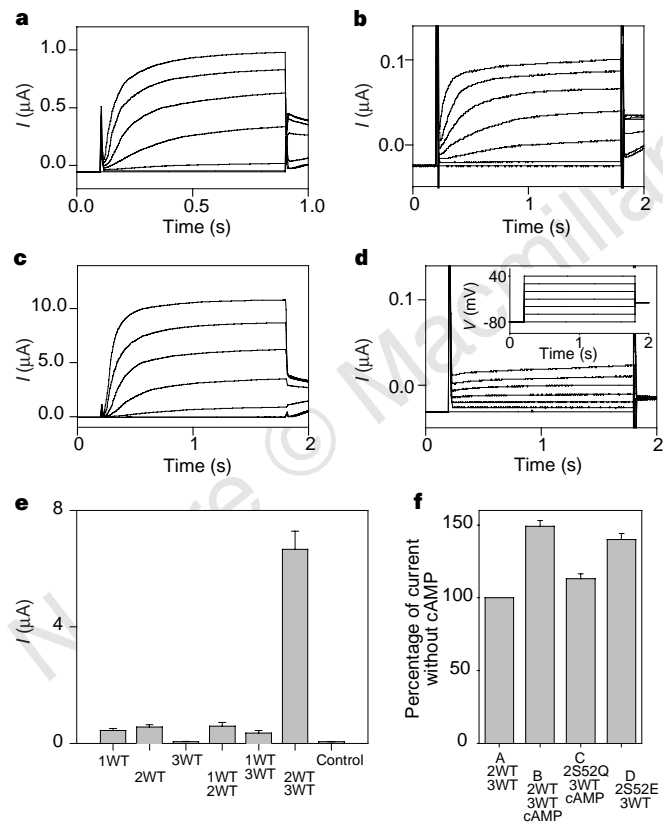 a
I (µA)
1.0
0.5
0.0
0
0.5
1.0
Time (s)
b
I (µA)
0.1
0.0
0
1
2
Time (s)
c
I (µA)
10.0
5.0
0.0
0
1
2
Time (s)
d
I (µA)
0.1
0.0
0
1
2
Time (s)
V (mV)
40
-80
0
1
2
Time (s)
e
I (µA)
8
4
0
1WT
2WT
3WT
1WT
2WT
1WT
3WT
2WT
3WT
Control
f
Percentage of current
without cAMP
150
100
50
0
A
2WT
3WT
B
2WT
3WT
cAMP
C
2S52Q
3WT
cAMP
D
2S52E
3WT
© Macmillan